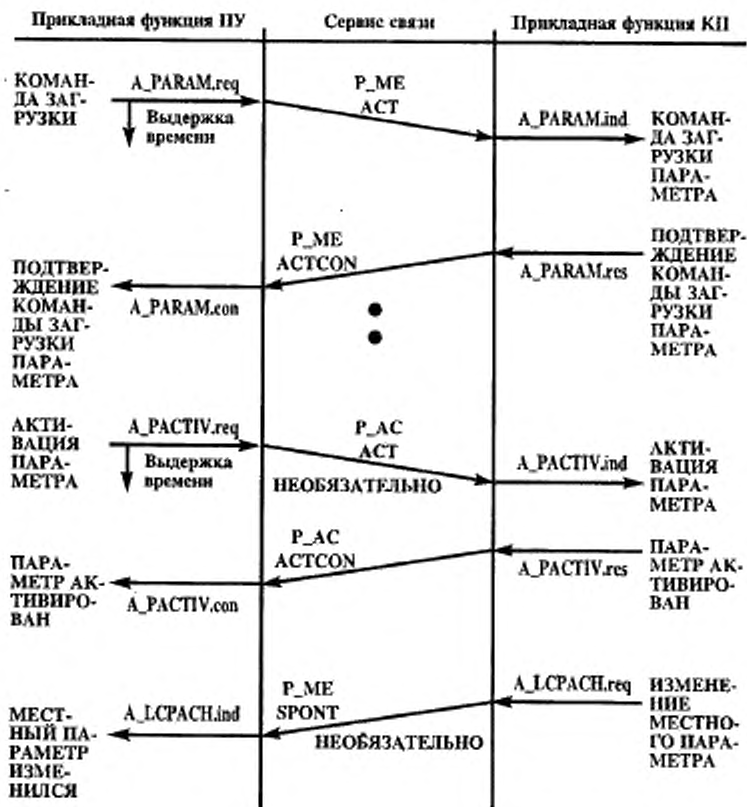 Прикладная функция ПУ
Сервис связи
Прикладная функция КП
КОМАН-
ДА ЗАГ-
РУЗКИ
A_PARAM.req
Выдержка
времени
P_ME
ACT
A_PARAM.ind
КОМАН-
ДА ЗАГ-
РУЗКИ
ПАРА-
МЕТРА
ПОДТВЕР-
ЖДЕНИЕ
КОМАН-
ДЫ ЗАГ-
РУЗКИ
ПАРА-
МЕТРА
A_PARAM.con
P_ME
ACTCON
A_PARAM.res
ПОДТВЕР-
ЖДЕНИЕ
КОМАН-
ДЫ ЗАГ-
РУЗКИ
ПАРА-
МЕТРА
АКТИ-
ВАЦИЯ
ПАРА-
МЕТРА
A_PACTIV.req
Выдержка
времени
P_AC
ACT
НЕОБЯЗАТЕЛЬНО
A_PACTIV.ind
АКТИ-
ВАЦИЯ
ПАРА-
МЕТРА
ПАРА-
МЕТР АК-
ТИВИРО-
ВАН
A_PACTIV.con
P_AC
ACTCON
A_PACTIV.res
ПАРА-
МЕТР АК-
ТИВИРО-
ВАН
МЕСТ-
НЫЙ ПА-
РАМЕТР
ИЗМЕ-
НИЛСЯ
A_LCPACH.ind
P_ME
SPONT
НЕОБЯЗАТЕЛЬНО
A_LCPACH.req
ИЗМЕНЕ-
НИЕ
МЕСТНО-
ГО ПАРА-
МЕТРА